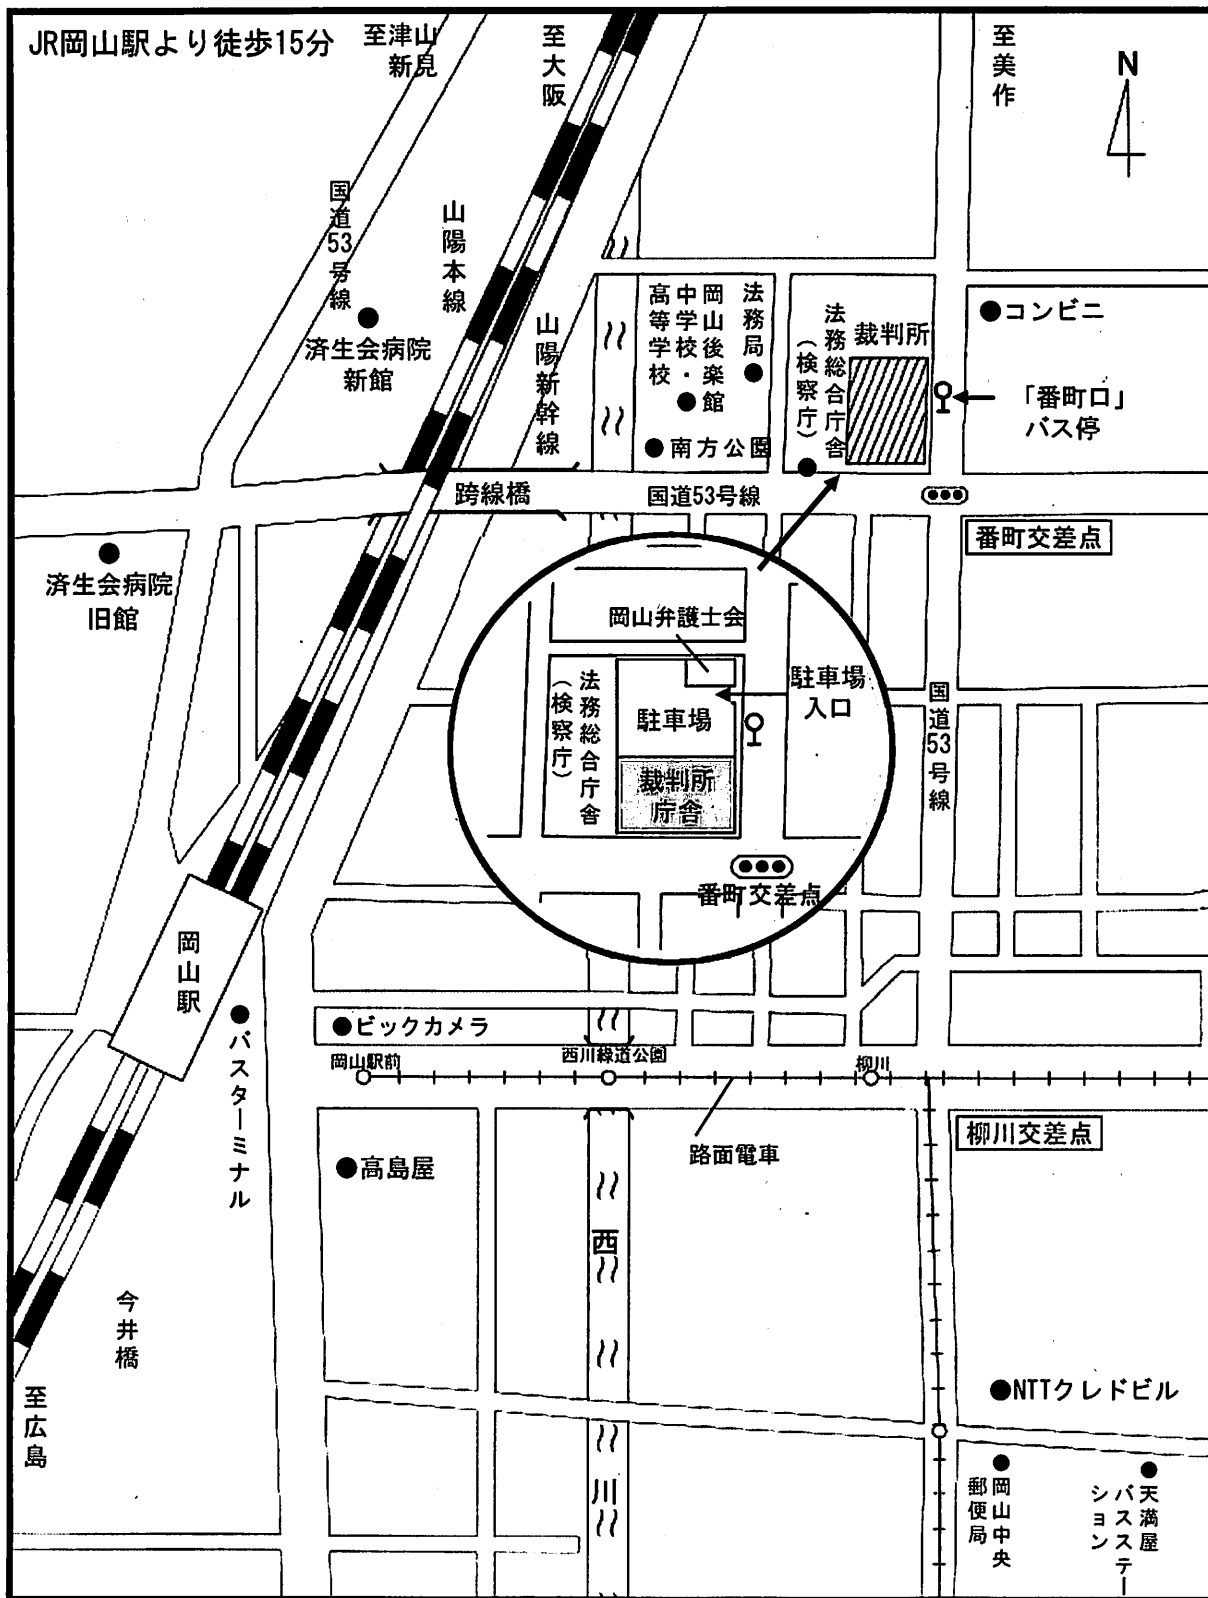 JR岡山駅より徒歩15分
至津山
新見
至大阪
至美作
N
国道53号線
山陽本線
山陽新幹線
済生会病院
新館
岡山後楽館
中学校・
高等学校
法務局
南方公園
法務総合庁舎
(検察庁)
裁判所
コンビニ
「番町口」
バス停
跨線橋
国道53号線
番町交差点
済生会病院
旧館
岡山弁護士会
法務総合庁舎
(検察庁)
駐車場
駐車場
入口
裁判所
庁舎
番町交差点
国道53号線
岡山駅
バスターミナル
ビックカメラ
岡山駅前
西川緑道公園
柳川
路面電車
柳川交差点
高島屋
西
川
今井橋
至広島
NTTクレドビル
岡山中央
郵便局
天満屋
バスステー
ション